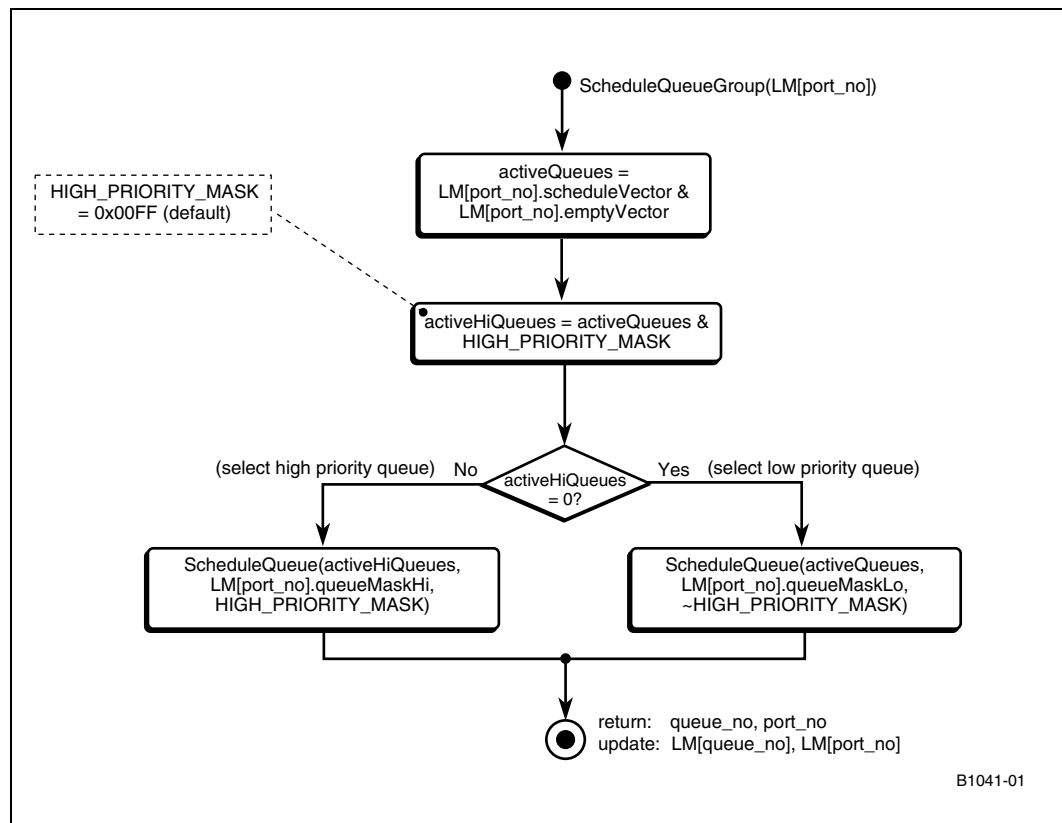 ScheduleQueueGroup(LM[port_no])
activeQueues =
LM[port_no].scheduleVector &
LM[port_no].emptyVector
HIGH_PRIORITY_MASK
= 0x00FF (default)
activeHiQueues = activeQueues &
HIGH_PRIORITY_MASK
(select high priority queue) No
Yes (select low priority queue)
activeHiQueues
= 0?
ScheduleQueue(activeHiQueues,
LM[port_no].queueMaskHi,
HIGH_PRIORITY_MASK)
ScheduleQueue(activeQueues,
LM[port_no].queueMaskLo,
~HIGH_PRIORITY_MASK)
return: queue_no, port_no
update: LM[queue_no], LM[port_no]
B1041-01